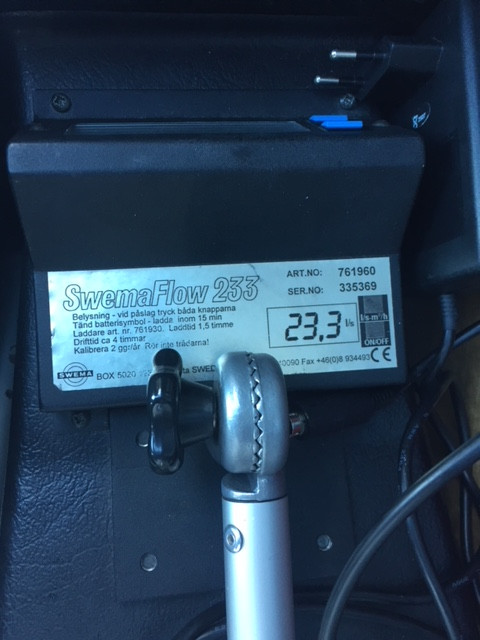 SwemaFlow 233
ART.NO: 761960
SER.NO: 335369
Belysning - vid påslag tryck båda knapparna
Tänd batterisymbol - ladda inom 15 min
Laddare art. nr. 761930. Laddtid 1,5 timme
Drifttid ca 4 timmar
Kalibrera 2 ggr/år Rör inte trådarna!
23,3 l/s
l/s-m³/h
ON/OFF
SWEMA
BOX 5020 SWED Fax +46(0)8 934493 CE